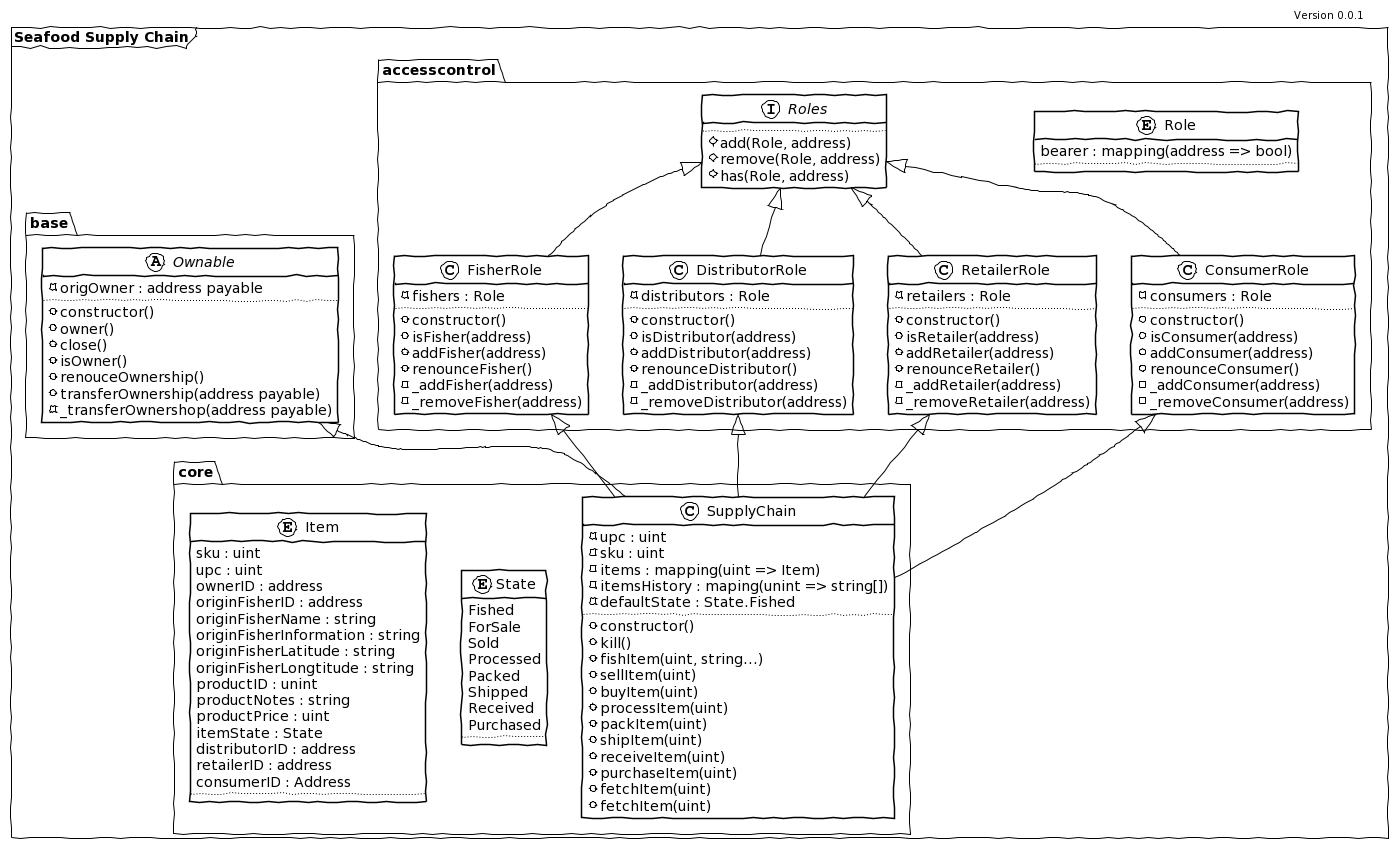 Version 0.0.1
Seafood Supply Chain
accesscontrol
I Roles
add(Role, address)
remove(Role, address)
has(Role, address)
E Role
bearer : mapping(address => bool)
base
A Ownable
origOwner : address payable
constructor()
owner()
close()
isOwner()
renouceOwnership()
transferOwnership(address payable)
_transferOwnershop(address payable)
C FisherRole
fishers : Role
constructor()
isFisher(address)
addFisher(address)
renounceFisher()
_addFisher(address)
_removeFisher(address)
C DistributorRole
distributors : Role
constructor()
isDistributor(address)
addDistributor(address)
renounceDistributor()
_addDistributor(address)
_removeDistributor(address)
C RetailerRole
retailers : Role
constructor()
isRetailer(address)
addRetailer(address)
renounceRetailer()
_addRetailer(address)
_removeRetailer(address)
C ConsumerRole
consumers : Role
constructor()
isConsumer(address)
addConsumer(address)
renounceConsumer()
_addConsumer(address)
_removeConsumer(address)
core
E Item
sku : uint
upc : uint
ownerID : address
originFisherID : address
originFisherName : string
originFisherInformation : string
originFisherLatitude : string
originFisherLongtitude : string
productID : unint
productNotes : string
productPrice : uint
itemState : State
distributorID : address
retailerID : address
consumerID : Address
E State
Fished
ForSale
Sold
Processed
Packed
Shipped
Received
Purchased
C SupplyChain
upc : uint
sku : uint
items : mapping(uint => Item)
itemsHistory : maping(unint => string[])
defaultState : State.Fished
constructor()
kill()
fishItem(uint, string...)
sellItem(uint)
buyItem(uint)
processItem(uint)
packItem(uint)
shipItem(uint)
receiveItem(uint)
purchaseItem(uint)
fetchItem(uint)
fetchItem(uint)